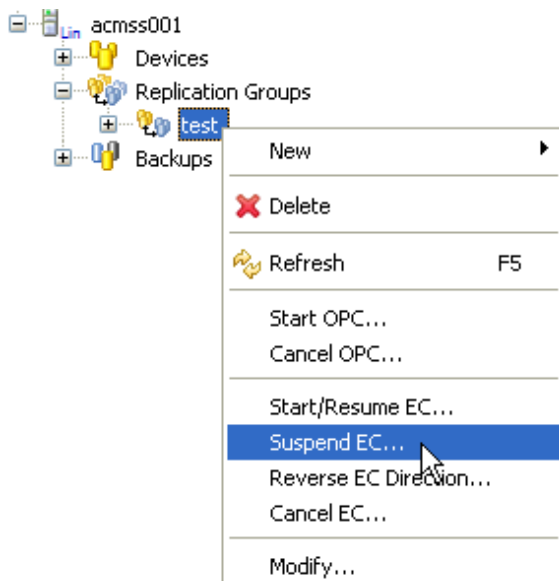 Lin acmss001
Devices
Replication Groups
test
Backups
New
Delete
Refresh F5
Start OPC...
Cancel OPC...
Start/Resume EC...
Suspend EC...
Reverse EC Direction...
Cancel EC...
Modify...